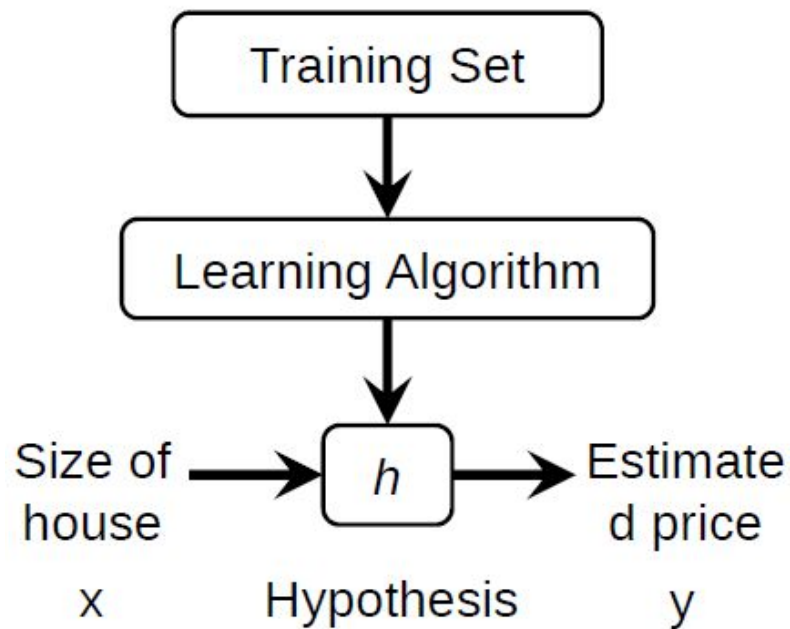 Training Set
Learning Algorithm
Size of
house
h
Estimate
d price
x
Hypothesis
y